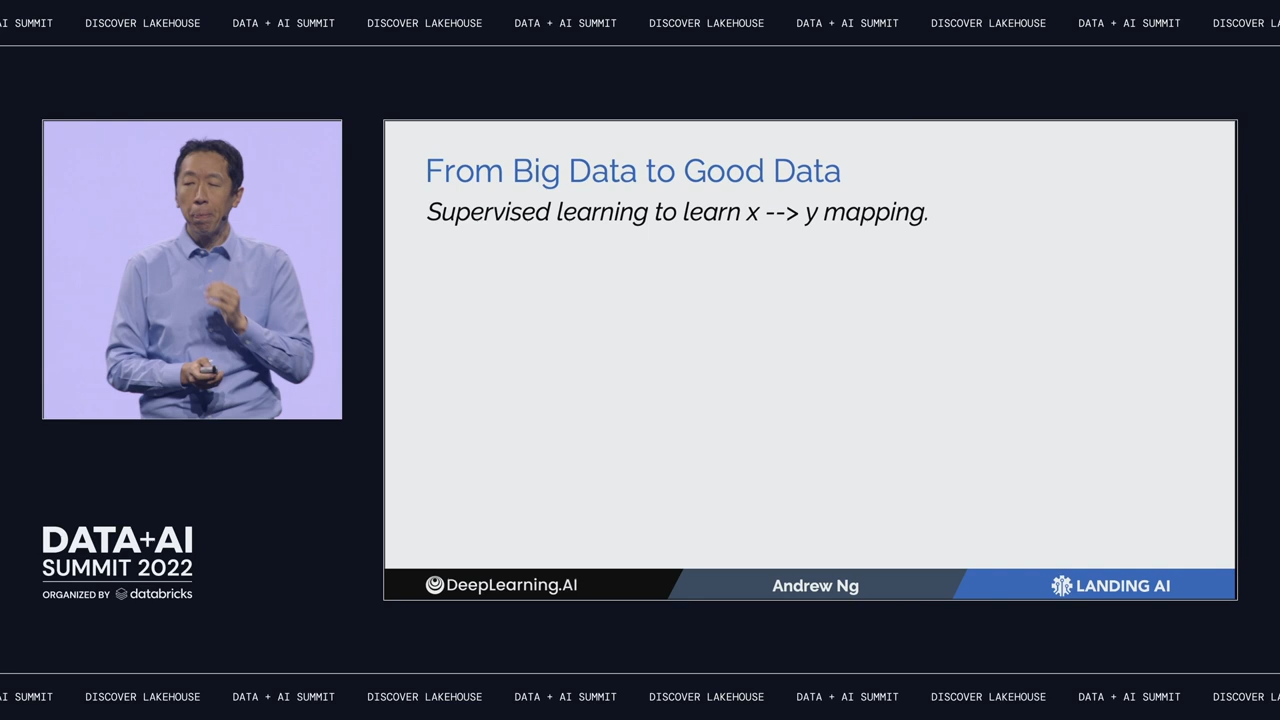 AI SUMMIT DISCOVER LAKEHOUSE DATA + AI SUMMIT DISCOVER LAKEHOUSE DATA + AI SUMMIT DISCOVER LAKEHOUSE DATA + AI SUMMIT DISCOVER LAKEHOUSE DATA + AI SUMMIT DISCOVER
From Big Data to Good Data
Supervised learning to learn x --> y mapping.
DATA+AI
SUMMIT 2022
ORGANIZED BY databricks
DeepLearning.AI Andrew Ng LANDING AI
AI SUMMIT DISCOVER LAKEHOUSE DATA + AI SUMMIT DISCOVER LAKEHOUSE DATA + AI SUMMIT DISCOVER LAKEHOUSE DATA + AI SUMMIT DISCOVER LAKEHOUSE DATA + AI SUMMIT DISCOVER